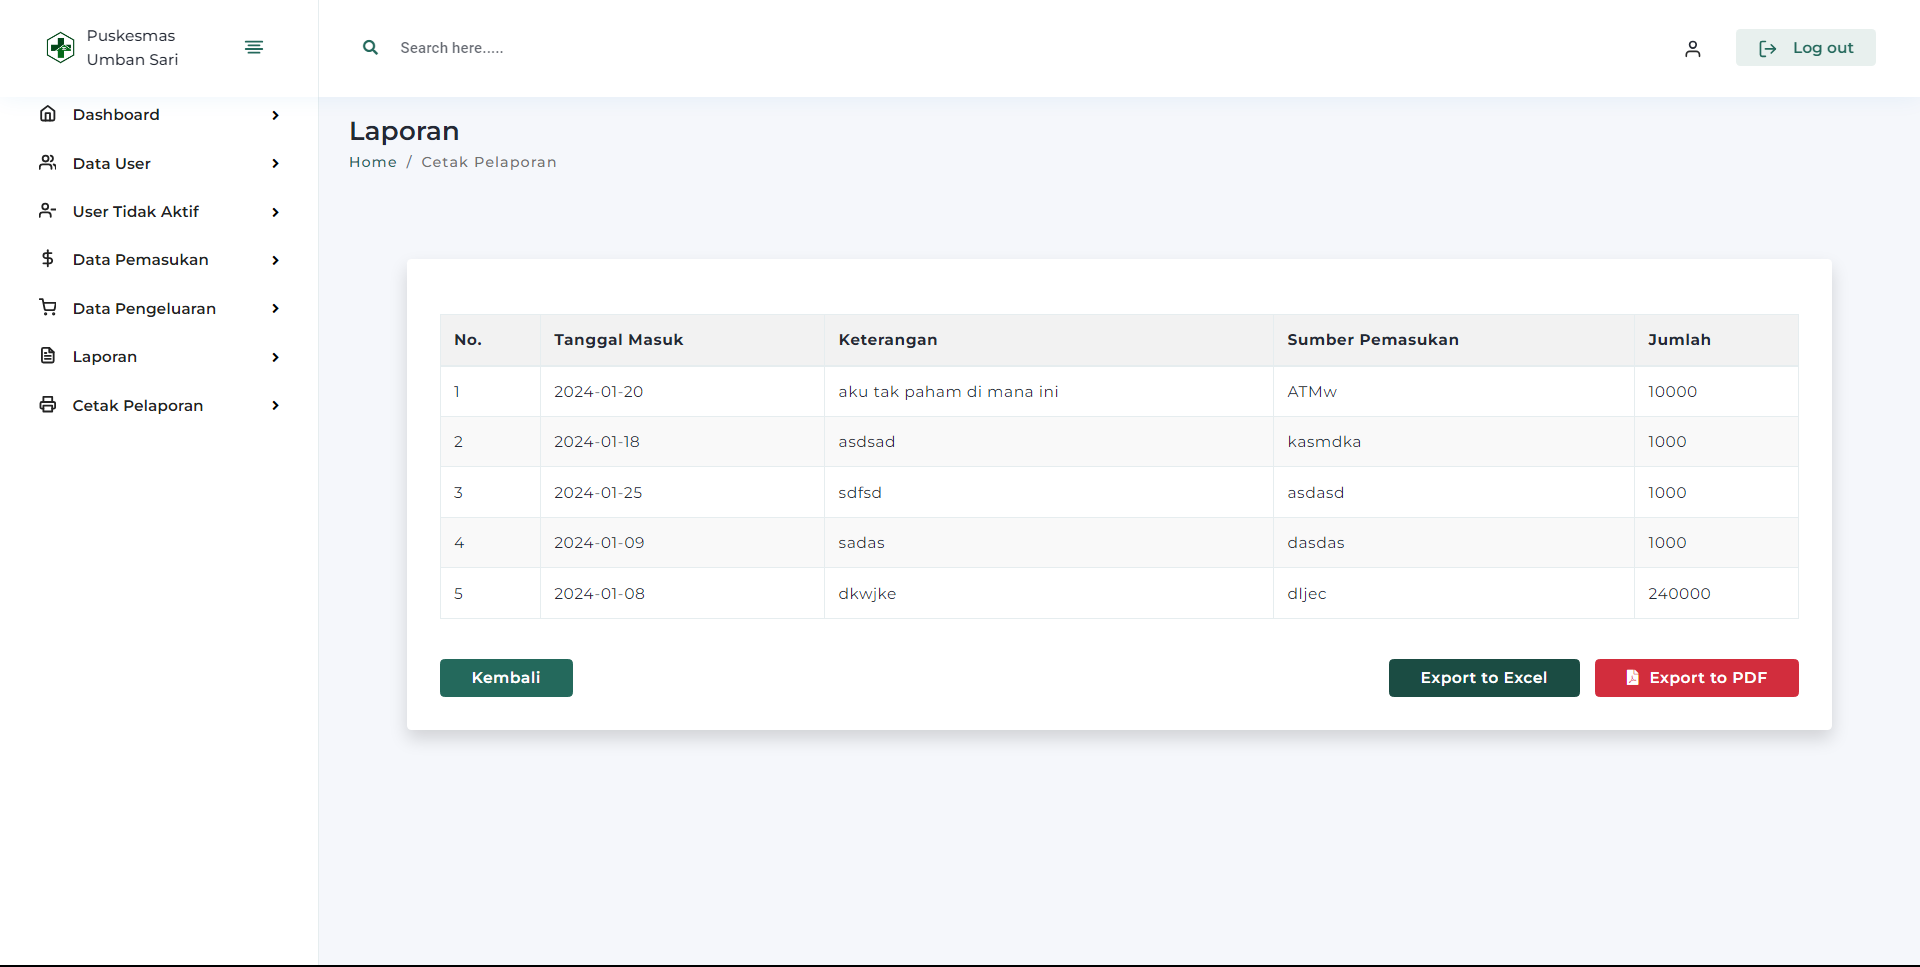 Puskesmas
Umban Sari
Search here.....
Log out
Dashboard
Data User
User Tidak Aktif
Data Pemasukan
Data Pengeluaran
Laporan
Cetak Pelaporan
Laporan
Home / Cetak Pelaporan
No. Tanggal Masuk Keterangan Sumber Pemasukan Jumlah
1 2024-01-20 aku tak paham di mana ini ATMw 10000
2 2024-01-18 asdsad kasmdka 1000
3 2024-01-25 sdfsd asdasd 1000
4 2024-01-09 sadas dasdas 1000
5 2024-01-08 dkwjke dljec 240000
Kembali Export to Excel Export to PDF